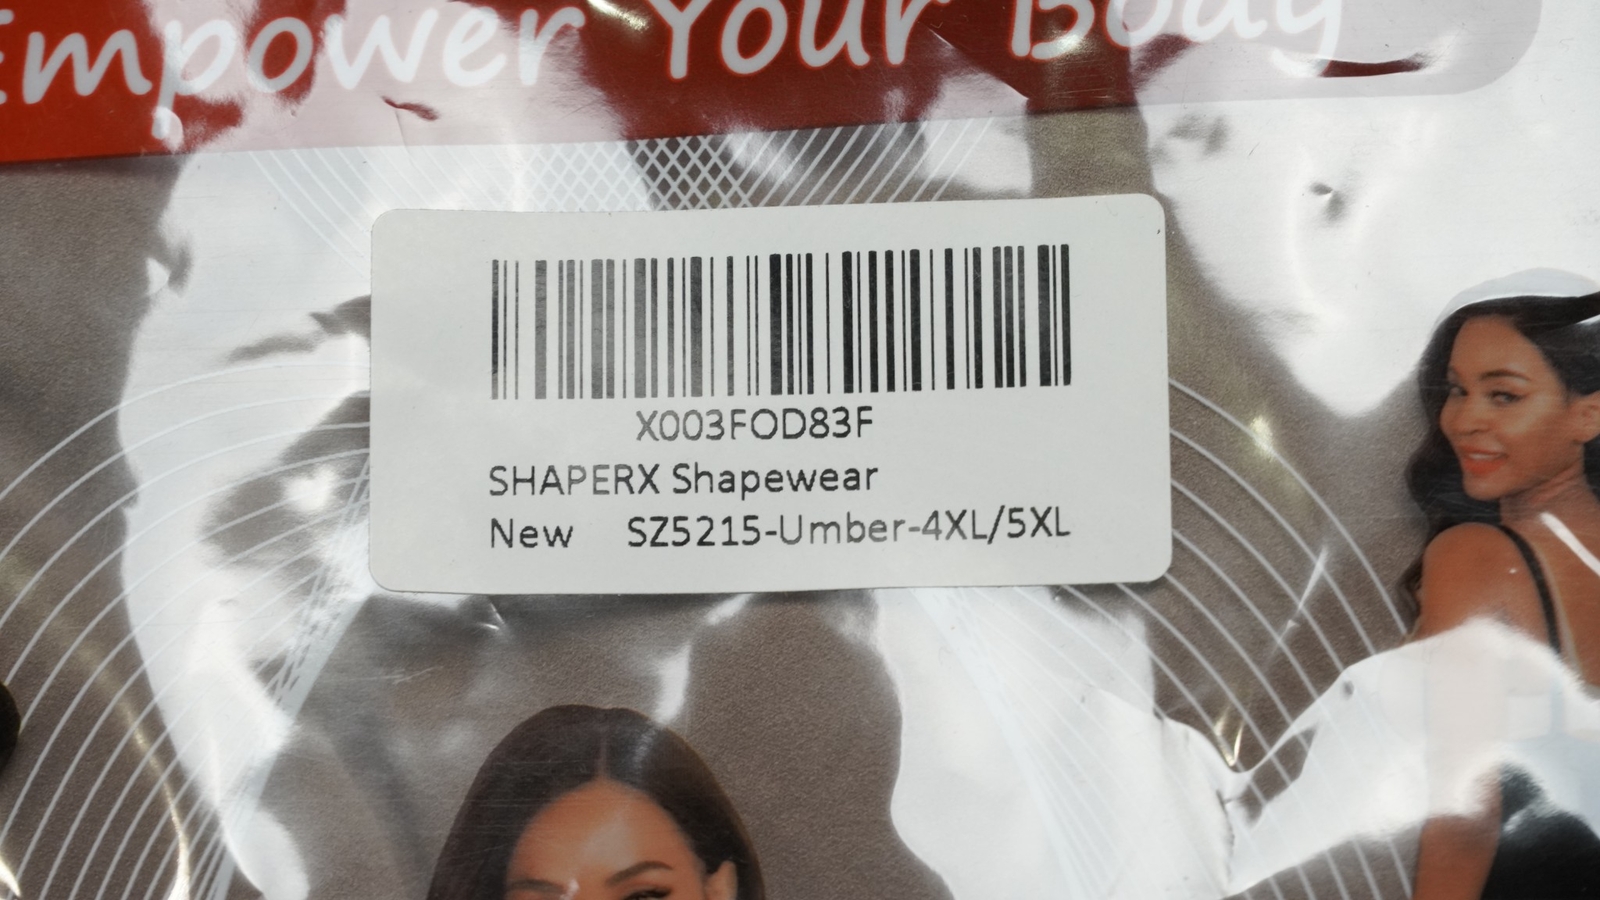 Empower Your Body
X003FOD83F
SHAPERX Shapewear
New SZ5215-Umber-4XL/5XL